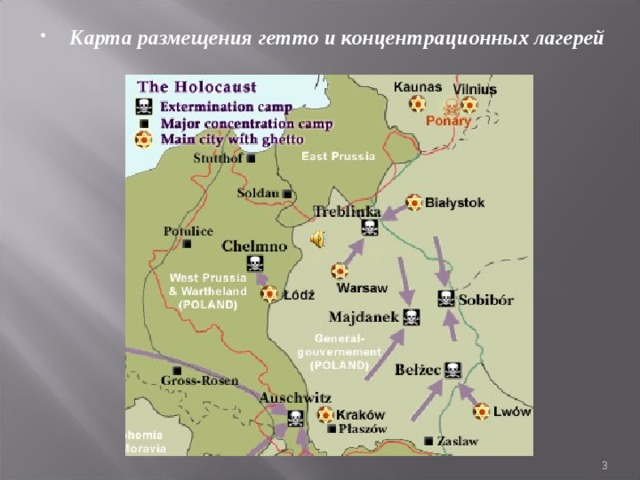 Карта размещения гетто и концентрационных лагерей
The Holocaust
Extermination camp
Major concentration camp
Main city with ghetto
Kaunas
Vilnius
Ponary
Stutthof
East Prussia
Soldau
Treblinka
Białystok
Potulice
Chelmno
West Prussia
& Wartheland
(POLAND)
Łódź
Warsaw
Sobibór
Majdanek
General-
gouvernement
(POLAND)
Bełżec
Gross-Rosen
Auschwitz
Kraków
Płaszów
Lwów
Zaslaw
ohemia
Moravia
3